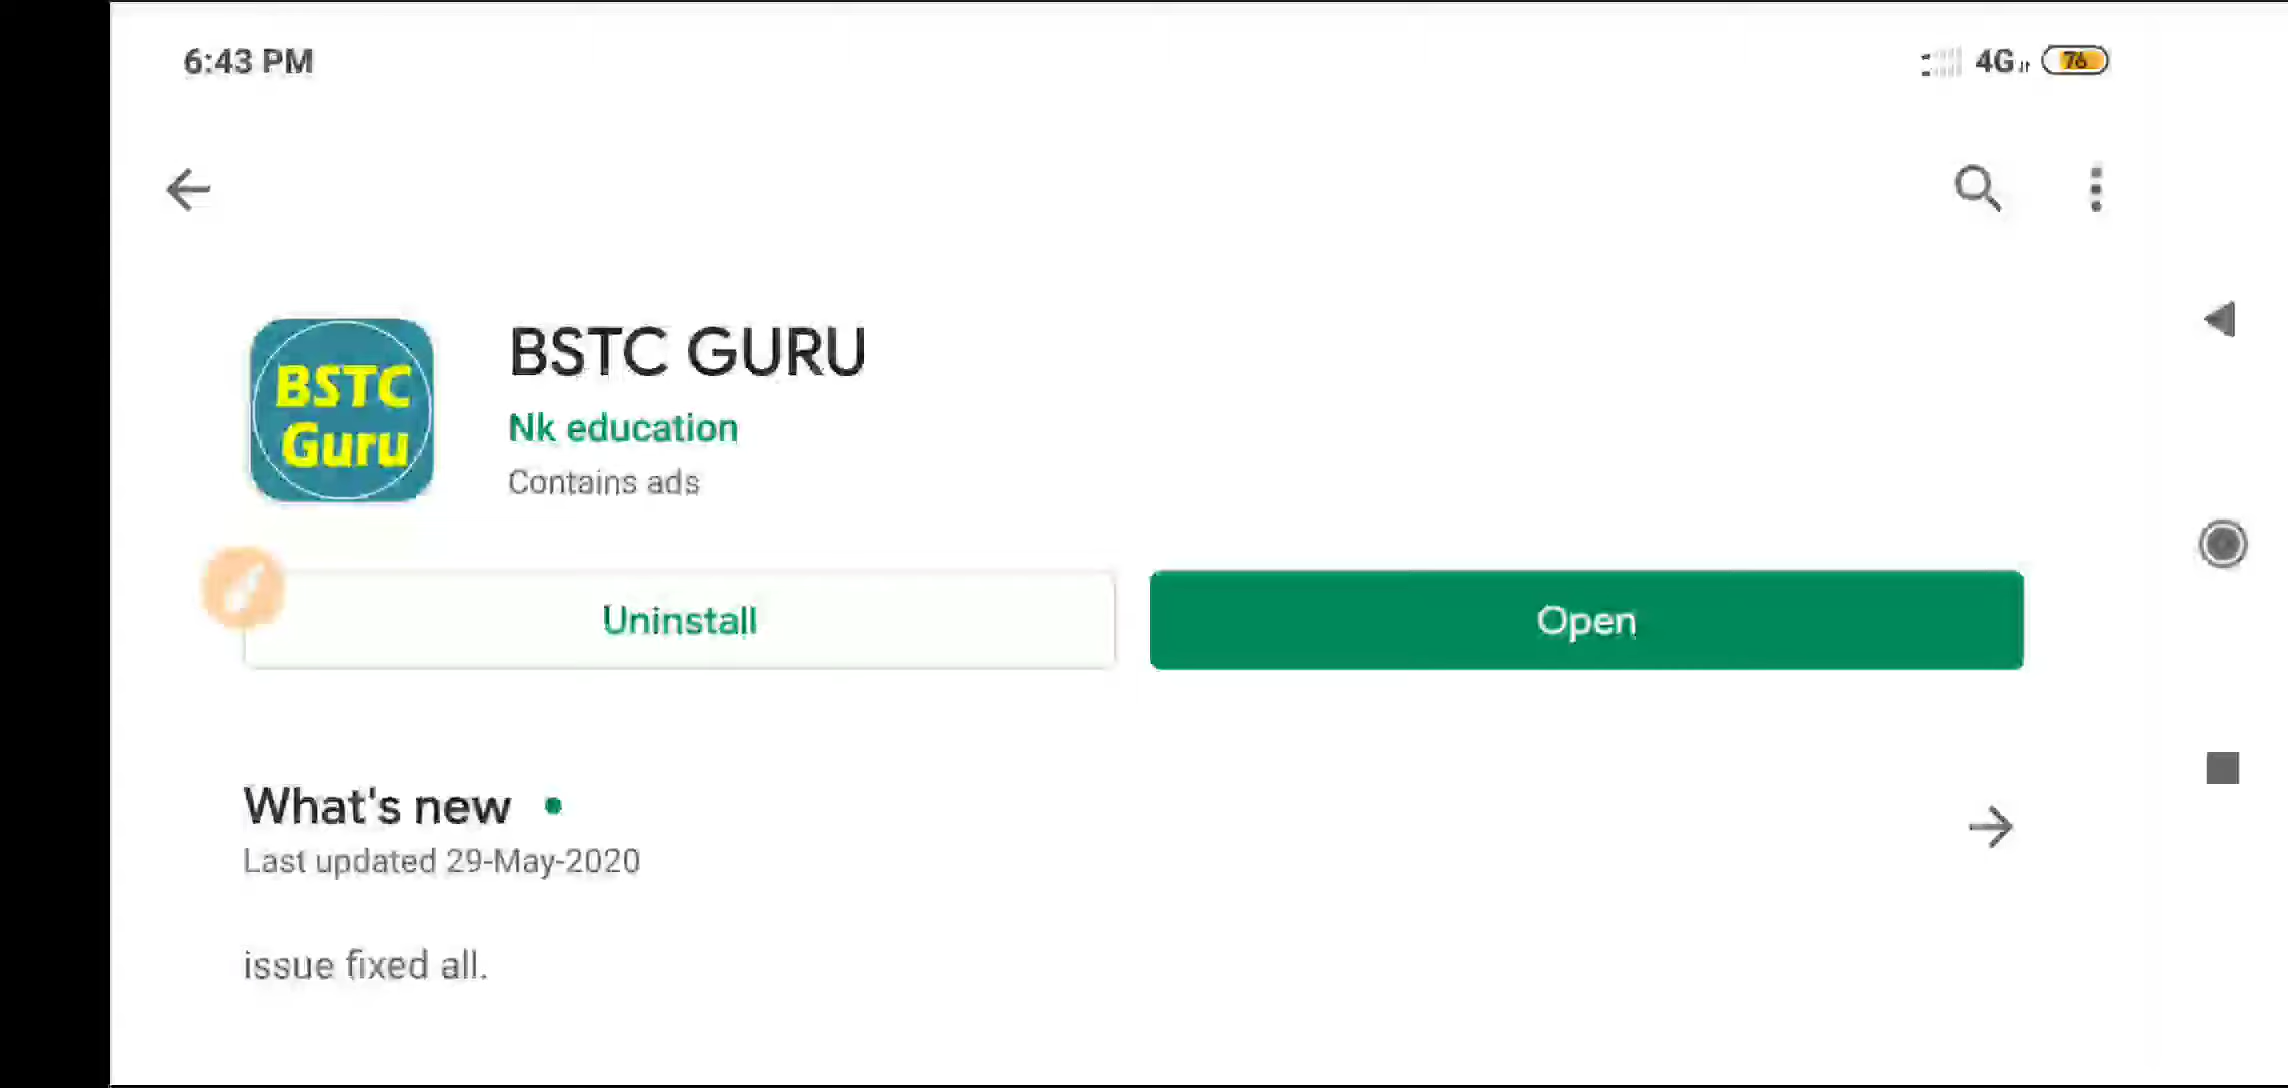 6:43 PM
4G
76
BSTC
Guru
BSTC GURU
Nk education
Contains ads
Uninstall
Open
What's new
Last updated 29-May-2020
issue fixed all.